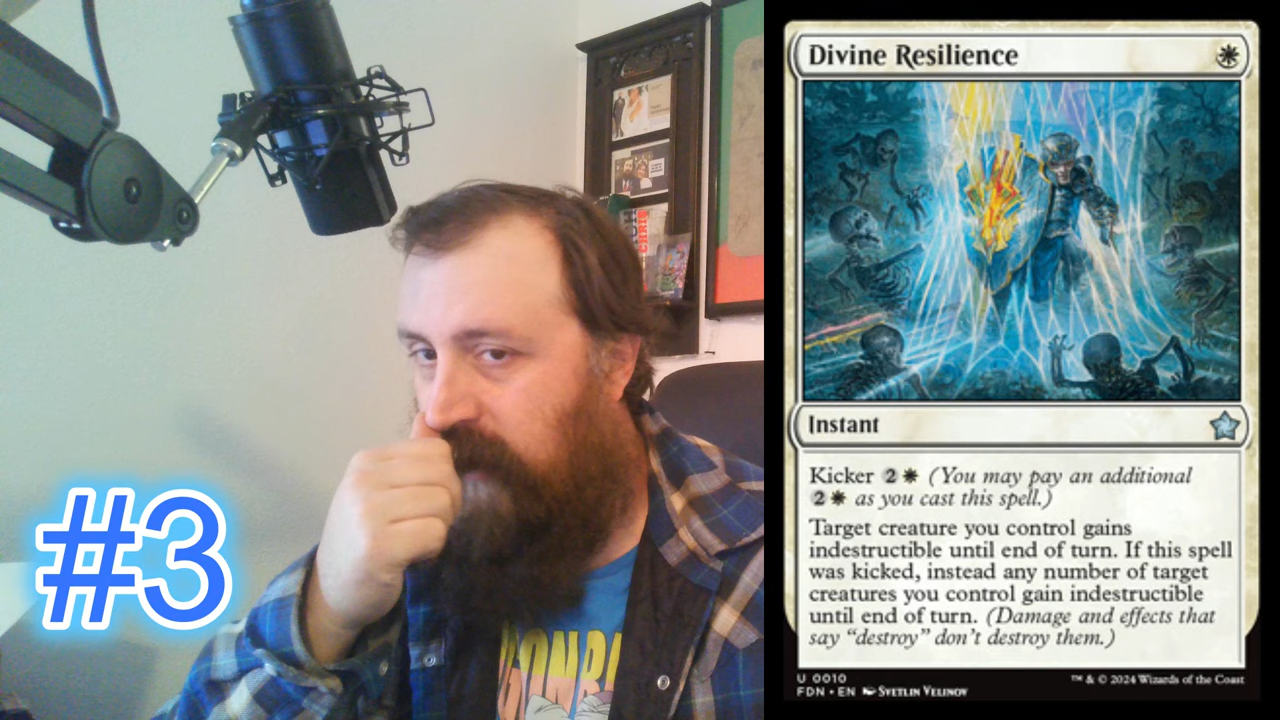 #3
Divine Resilience
Instant
Kicker 2 (You may pay an additional
2 as you cast this spell.)
Target creature you control gains
indestructible until end of turn. If this spell
was kicked, instead any number of target
creatures you control gain indestructible
until end of turn. (Damage and effects that
say “destroy” don’t destroy them.)
U 0010
FDN • EN SVETLIN VELINOV
™ & © 2024 Wizards of the Coast